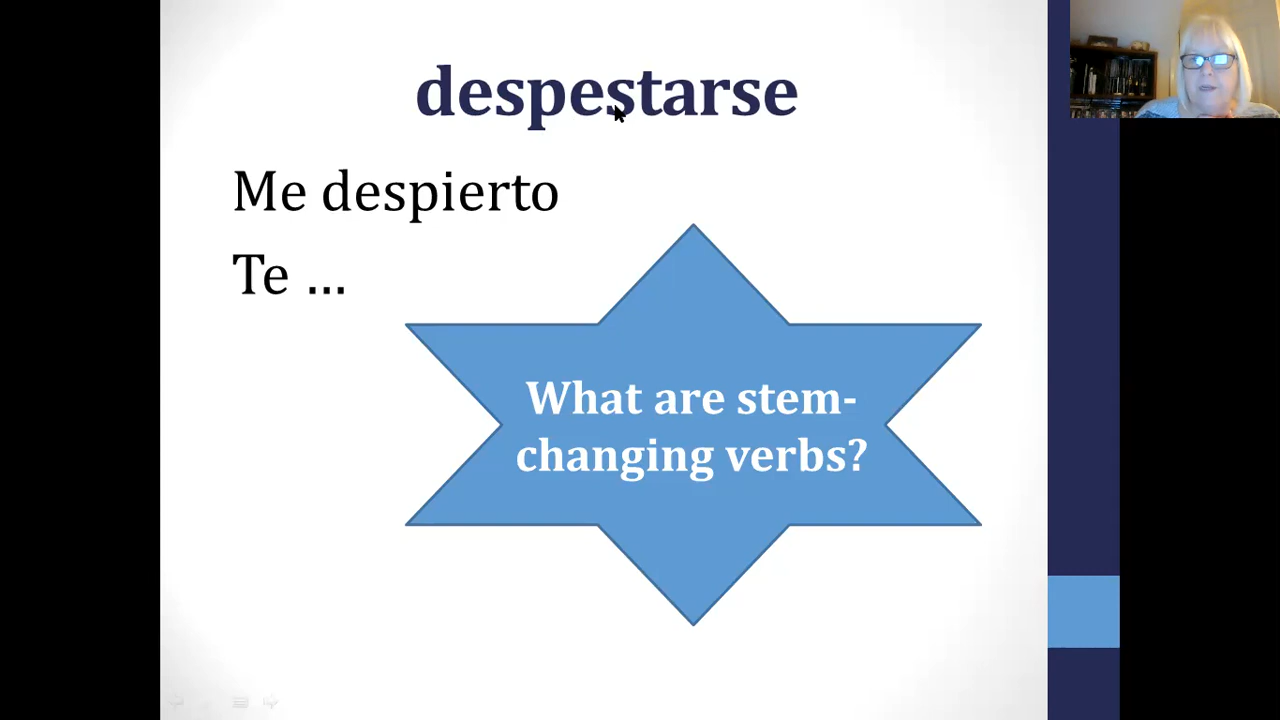 despestarse
Me despierto
Te …
What are stem-
changing verbs?